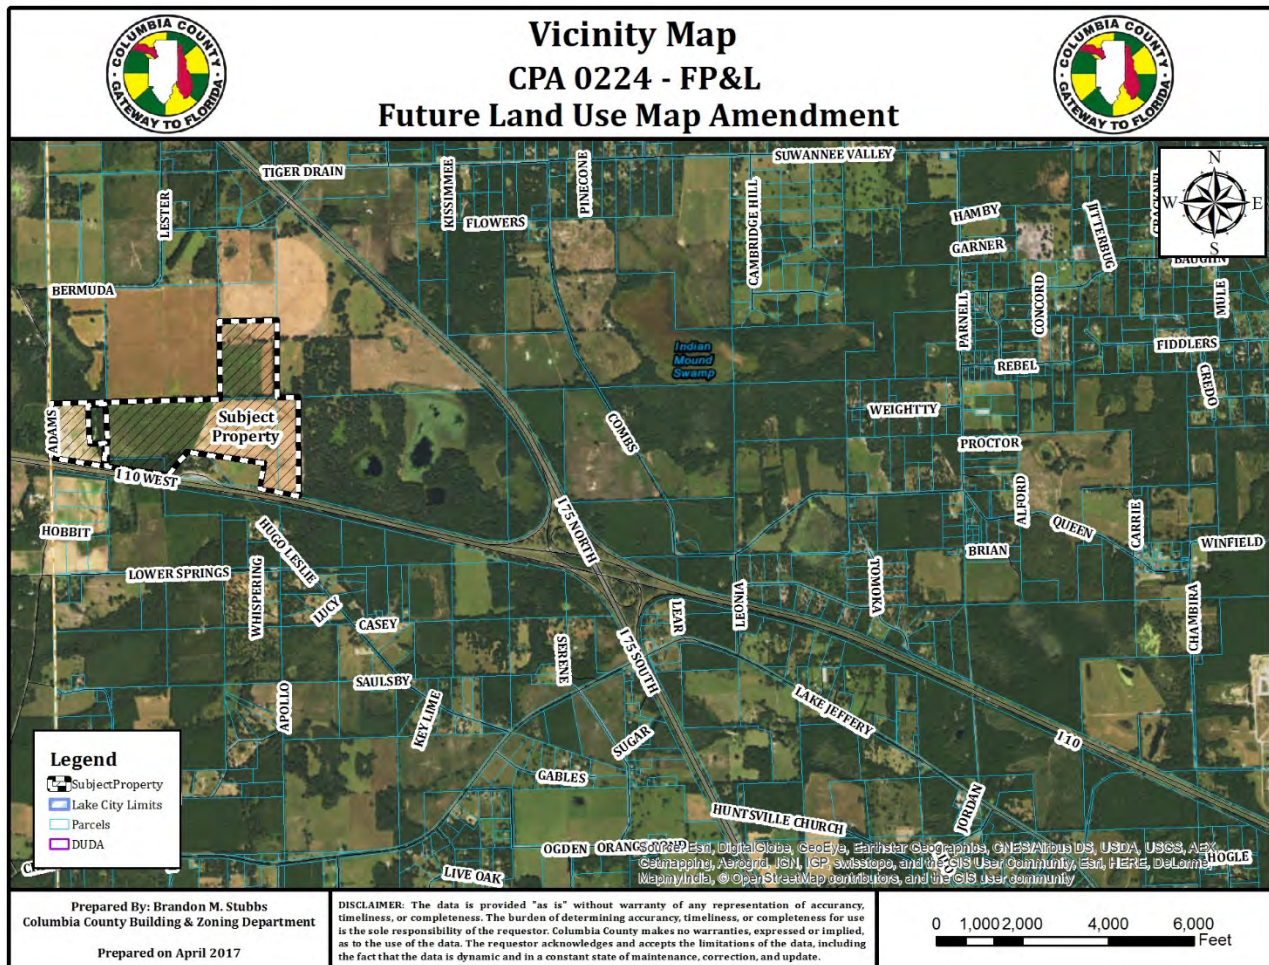 Vicinity Map
CPA 0224 - FP&L
Future Land Use Map Amendment
COLUMBIA COUNTY
GATEWAY TO FLORIDA
COLUMBIA COUNTY
GATEWAY TO FLORIDA
N
W E
S
TIGER DRAIN
LESTER
KISSIMMEE
FLOWERS
PINECONE
SUWANNEE VALLEY
CAMBRIDGE HILL
HAMBY
GARNER
JITTERBUG
BAUGHN
MULE
BERMUDA
PARNELL
CONCORD
FIDDLERS
Indian
Mound
Swamp
REBEL
CREDO
ADAMS
Subject
Property
COMBS
WEIGHTTY
PROCTOR
I 10 WEST
ALFORD
QUEEN
CARRIE
WINFIELD
HOBBIT
HUGO LESLIE
I 75 NORTH
BRIAN
LOWER SPRINGS
WHISPERING
LUCY
CASEY
SERENE
LEAR
LEONIA
TOMOKA
CHAMBIRA
I 75 SOUTH
SAULSBY
APOLLO
KEY LIME
LAKE JEFFERY
SUGAR
I 10
GABLES
JORDAN
HUNTSVILLE CHURCH
OGDEN
LIVE OAK
HOGLE
Legend
SubjectProperty
Lake City Limits
Parcels
DUDA
Source: Esri, DigitalGlobe, GeoEye, Earthstar Geographics, CNES/Airbus DS, USDA, USGS, AEX,
Getmapping, Aerogrid, IGN, IGP, swisstopo, and the GIS User Community, Esri, HERE, DeLorme,
MapmyIndia, © OpenStreetMap contributors, and the GIS user community
Prepared By: Brandon M. Stubbs
Columbia County Building & Zoning Department
Prepared on April 2017
DISCLAIMER: The data is provided "as is" without warranty of any representation of accuracy,
timeliness, or completeness. The burden of determining accuracy, timeliness, or completeness for use
is the sole responsibility of the requestor. Columbia County makes no warranties, expressed or implied,
as to the use of the data. The requestor acknowledges and accepts the limitations of the data, including
the fact that the data is dynamic and in a constant state of maintenance, correction, and update.
0 1,000 2,000 4,000 6,000
Feet